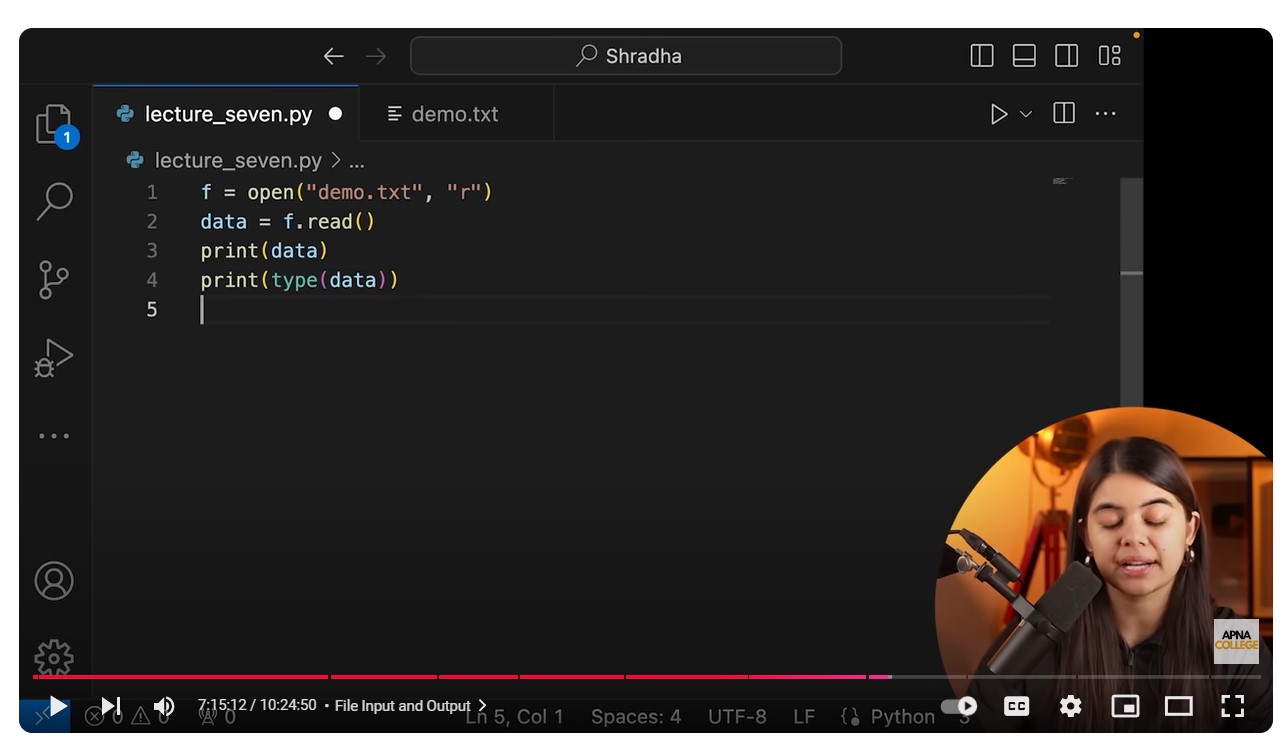 Shradha
lecture_seven.py demo.txt
1
lecture_seven.py > ...
1 f = open("demo.txt", "r")
2 data = f.read()
3 print(data)
4 print(type(data))
5
APNA
COLLEGE
7:15:12 / 10:24:50 • File Input and Output >
0 0 0 Ln 5, Col 1 Spaces: 4 UTF-8 LF Python CC